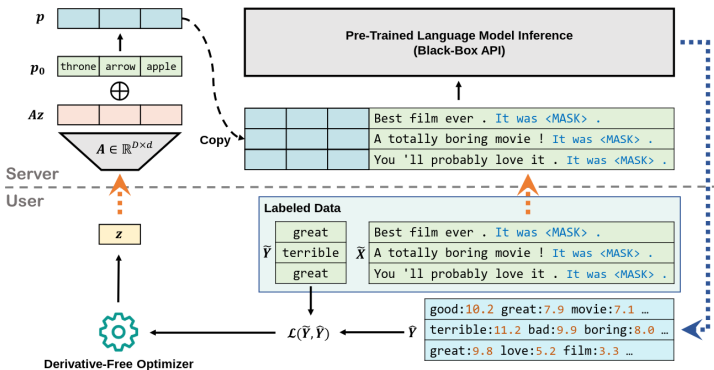 p
Pre-Trained Language Model Inference
(Black-Box API)
p₀ throne arrow apple
⊕
Az
Copy
Best film ever . It was <MASK> .
A totally boring movie ! It was <MASK> .
You 'll probably love it . It was <MASK> .
A ∈ ℝ^{D×d}
Server
User
Labeled Data
z
Ỹ
great
terrible
great
X̃
Best film ever . It was <MASK> .
A totally boring movie ! It was <MASK> .
You 'll probably love it . It was <MASK> .
Derivative-Free Optimizer
ℒ(Ỹ, Ŷ)
Ŷ
good:10.2 great:7.9 movie:7.1 …
terrible:11.2 bad:9.9 boring:8.0 …
great:9.8 love:5.2 film:3.3 …